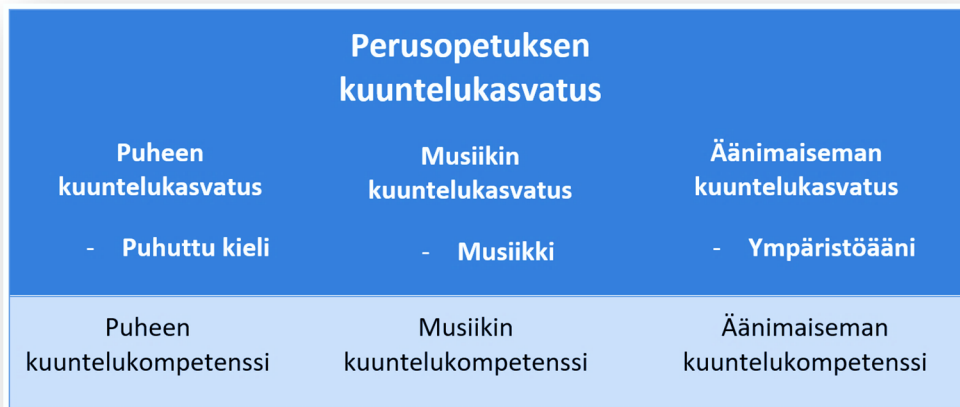 Perusopetuksen
kuuntelukasvatus
Puheen
kuuntelukasvatus
- Puhuttu kieli
Musiikin
kuuntelukasvatus
- Musiikki
Äänimaiseman
kuuntelukasvatus
- Ympäristöääni
Puheen
kuuntelukompetenssi
Musiikin
kuuntelukompetenssi
Äänimaiseman
kuuntelukompetenssi